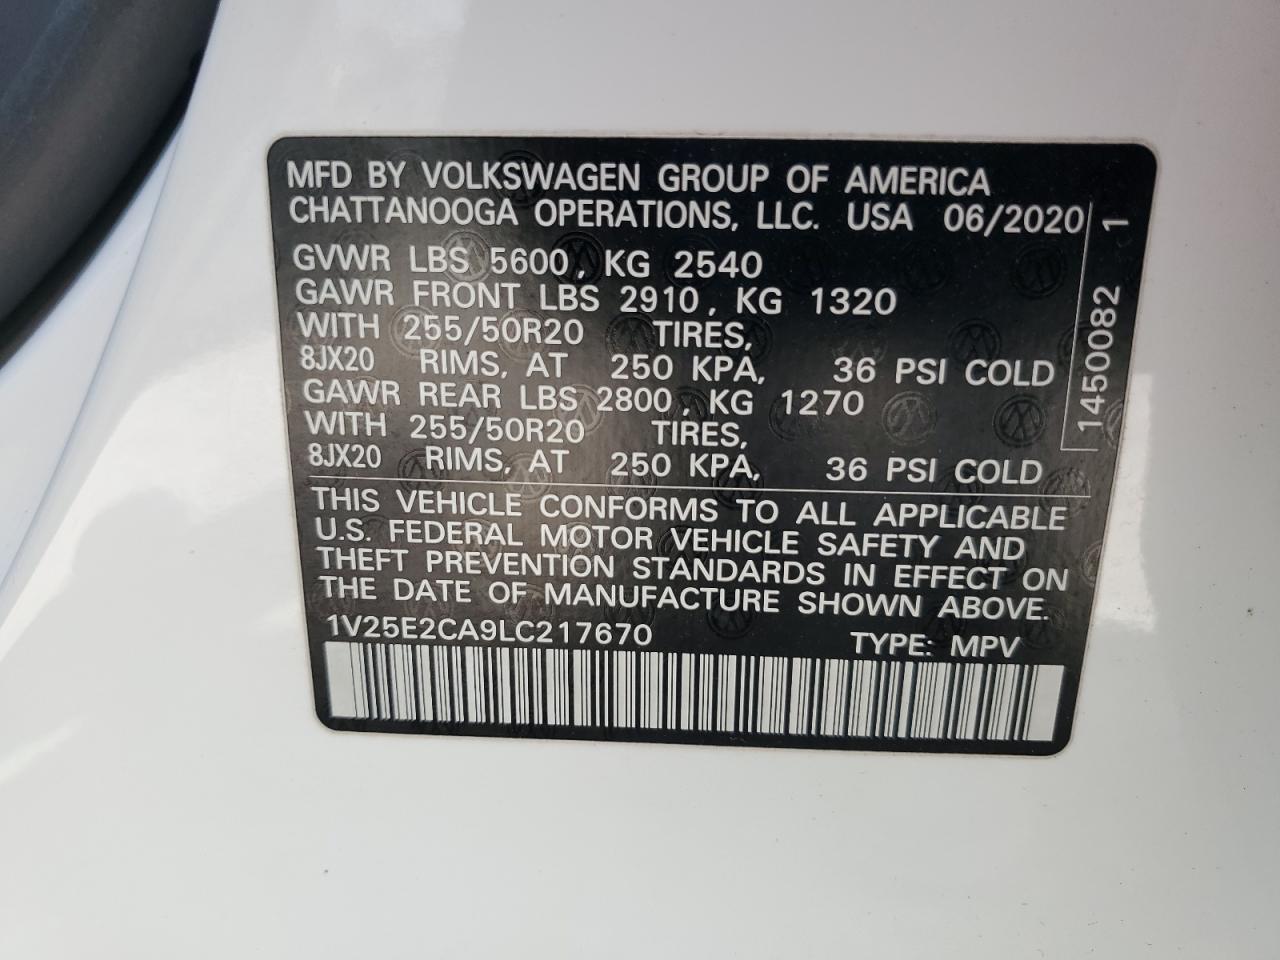 MFD BY VOLKSWAGEN GROUP OF AMERICA
CHATTANOOGA OPERATIONS, LLC. USA 06/2020
GVWR LBS 5600, KG 2540
GAWR FRONT LBS 2910, KG 1320
WITH 255/50R20 TIRES,
8JX20 RIMS, AT 250 KPA, 36 PSI COLD
GAWR REAR LBS 2800, KG 1270
WITH 255/50R20 TIRES,
8JX20 RIMS, AT 250 KPA, 36 PSI COLD
THIS VEHICLE CONFORMS TO ALL APPLICABLE
U.S. FEDERAL MOTOR VEHICLE SAFETY AND
THEFT PREVENTION STANDARDS IN EFFECT ON
THE DATE OF MANUFACTURE SHOWN ABOVE.
1V25E2CA9LC217670 TYPE: MPV
1450082 1